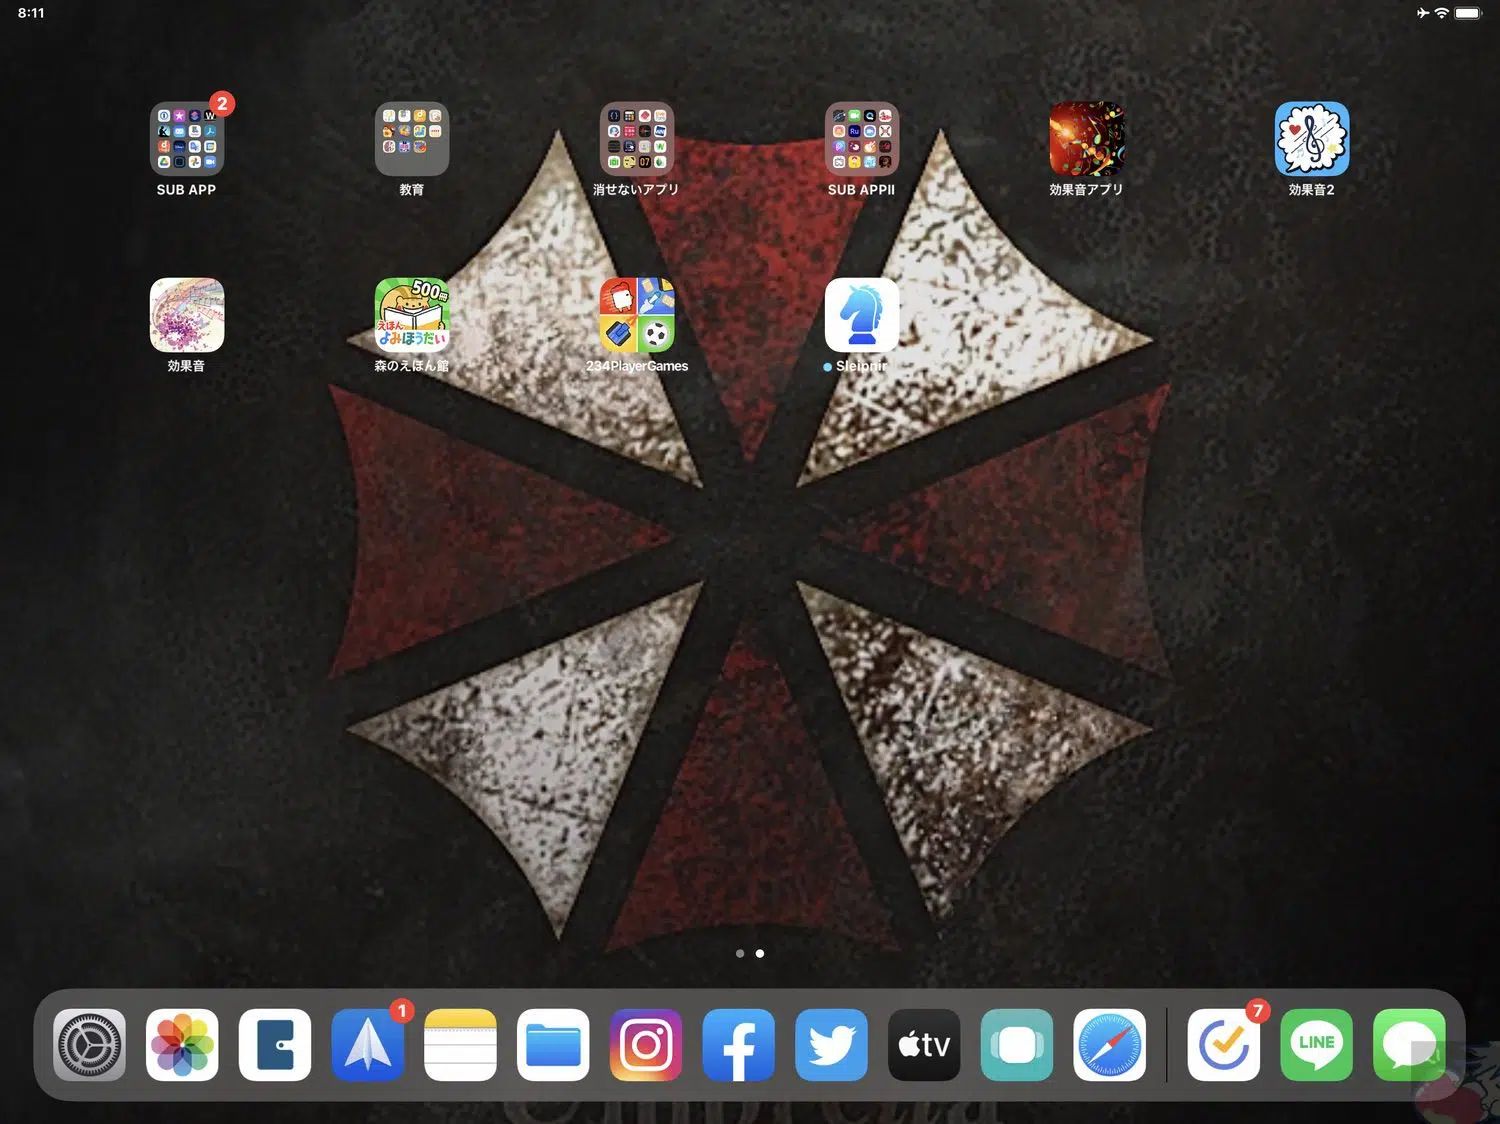 8:11
2
SUB APP
教育
消せないアプリ
SUB APPII
効果音アプリ
効果音2
500冊
えほん
よみほうだい
効果音
森のえほん館
234PlayerGames
Sleipnir
1
tv
7
LINE
Umbrella